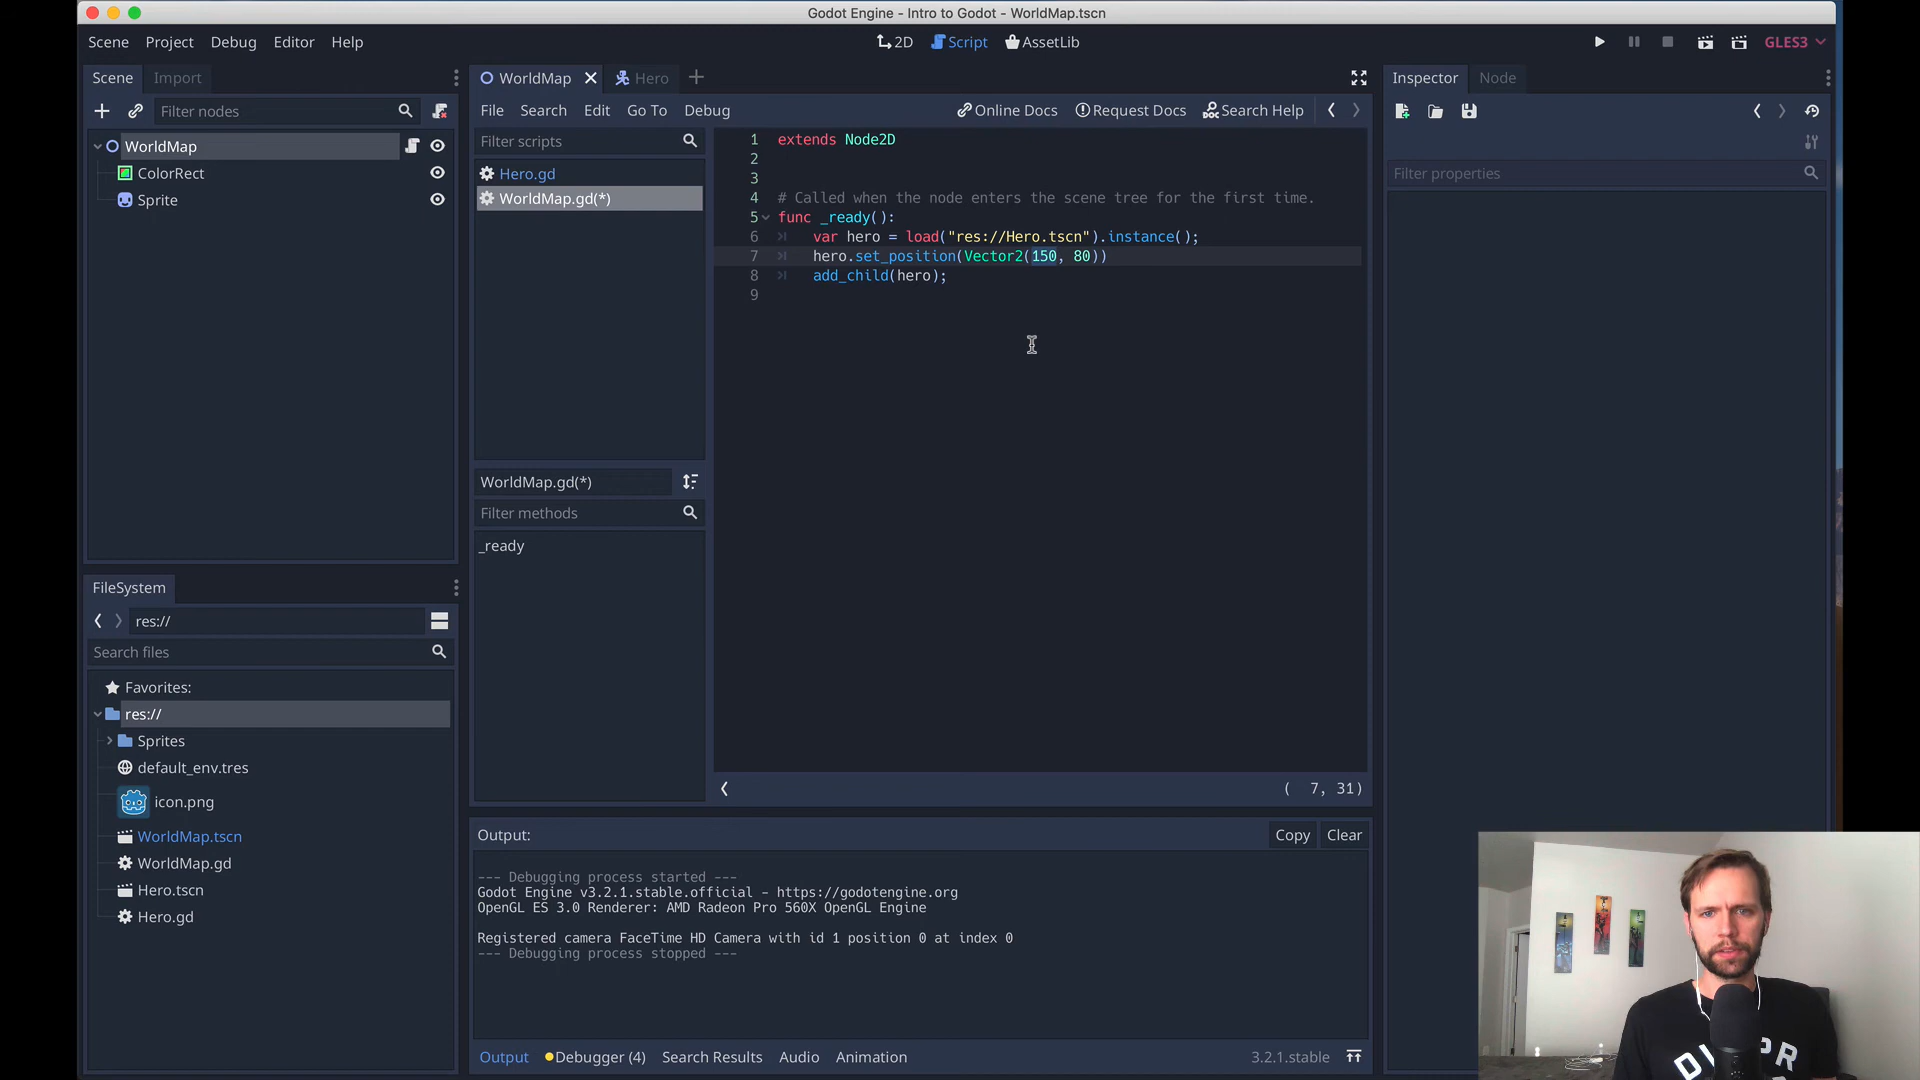 Godot Engine - Intro to Godot - WorldMap.tscn
Scene Project Debug Editor Help
2D Script AssetLib
GLES3
Scene Import
Filter nodes
WorldMap
ColorRect
Sprite
WorldMap Hero
File Search Edit Go To Debug
Online Docs Request Docs Search Help
Filter scripts
Hero.gd
WorldMap.gd(*)
WorldMap.gd(*)
Filter methods
_ready
1 extends Node2D
2
3
4 # Called when the node enters the scene tree for the first time.
5 func _ready():
6 var hero = load("res://Hero.tscn").instance();
7 hero.set_position(Vector2(150, 80))
8 add_child(hero);
9
( 7, 31)
Inspector Node
Filter properties
FileSystem
res://
Search files
Favorites:
res://
Sprites
default_env.tres
icon.png
WorldMap.tscn
WorldMap.gd
Hero.tscn
Hero.gd
Output: Copy Clear
--- Debugging process started ---
Godot Engine v3.2.1.stable.official - https://godotengine.org
OpenGL ES 3.0 Renderer: AMD Radeon Pro 560X OpenGL Engine
Registered camera FaceTime HD Camera with id 1 position 0 at index 0
--- Debugging process stopped ---
Output Debugger (4) Search Results Audio Animation 3.2.1.stable